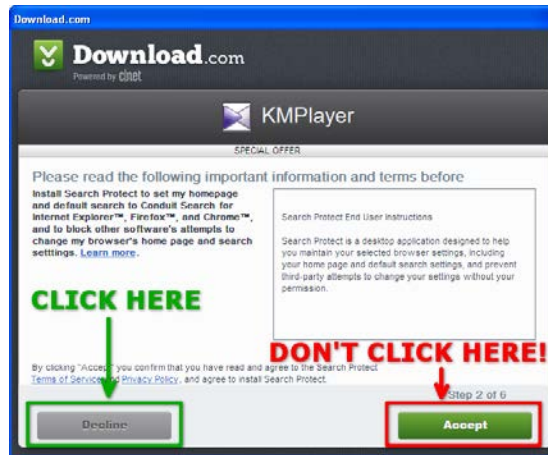 Download.com
Download.com
Powered by c|net
KMPlayer
SPECIAL OFFER
Please read the following important information and terms before
Install Search Protect to set my homepage
and default search to Conduit Search for
Internet Explorer™, Firefox™, and Chrome™,
and to block other software's attempts to
change my browser's home page and search
setttings. Learn more.
Search Protect End User Instructions
Search Protect is a desktop application designed to help
you maintain your selected browser settings, including
your home page and default search settings, and prevent
third-party attempts to change your settings without your
permission.
CLICK HERE
DON'T CLICK HERE!
By clicking "Accept" you confirm that you have read and agree to the Search Protect
Terms of Service and Privacy Policy, and agree to install Search Protect.
Step 2 of 6
Decline
Accept